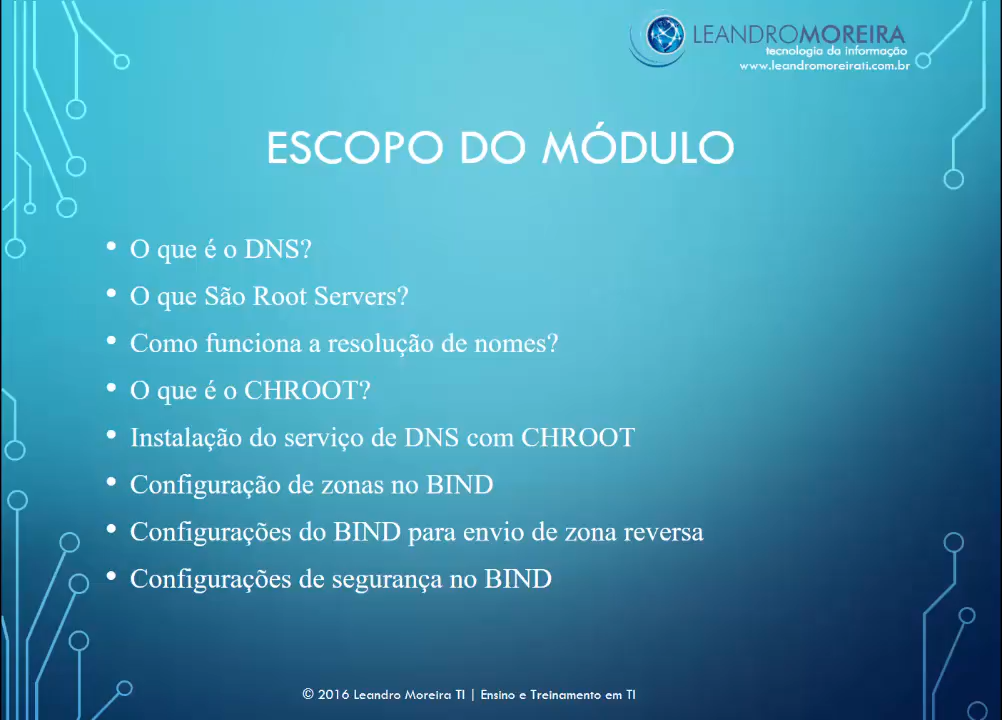 LEANDROMOREIRA
tecnologia da informação
www.leandromoreirati.com.br
ESCOPO DO MÓDULO
• O que é o DNS?
• O que São Root Servers?
• Como funciona a resolução de nomes?
• O que é o CHROOT?
• Instalação do serviço de DNS com CHROOT
• Configuração de zonas no BIND
• Configurações do BIND para envio de zona reversa
• Configurações de segurança no BIND
© 2016 Leandro Moreira TI | Ensino e Treinamento em TI